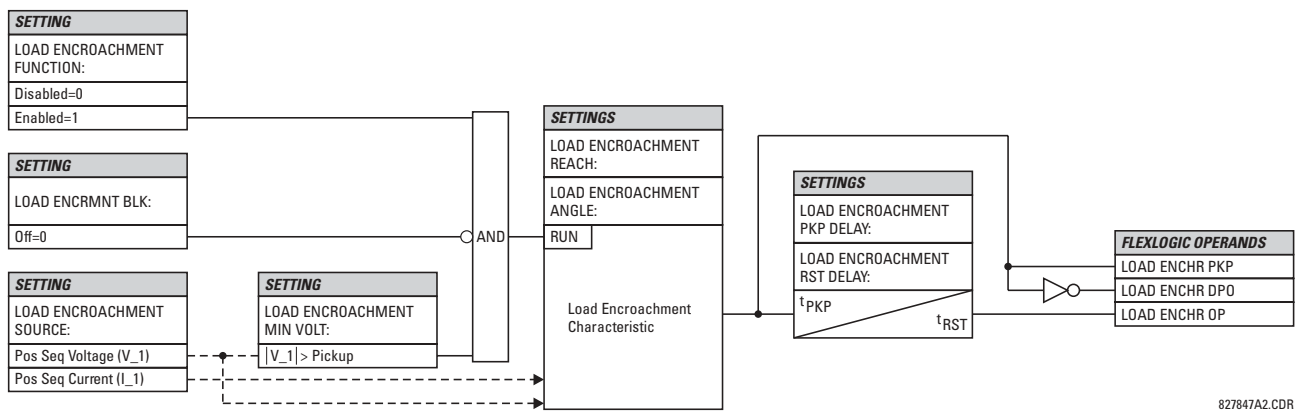 SETTING
LOAD ENCROACHMENT
FUNCTION:
Disabled=0
Enabled=1
SETTING
LOAD ENCRMNT BLK:
Off=0
SETTING
LOAD ENCROACHMENT
SOURCE:
Pos Seq Voltage (V_1)
Pos Seq Current (I_1)
SETTING
LOAD ENCROACHMENT
MIN VOLT:
|V_1| > Pickup
AND
SETTINGS
LOAD ENCROACHMENT
REACH:
LOAD ENCROACHMENT
ANGLE:
RUN
Load Encroachment
Characteristic
SETTINGS
LOAD ENCROACHMENT
PKP DELAY:
LOAD ENCROACHMENT
RST DELAY:
tPKP
tRST
FLEXLOGIC OPERANDS
LOAD ENCHR PKP
LOAD ENCHR DPO
LOAD ENCHR OP
827847A2.CDR